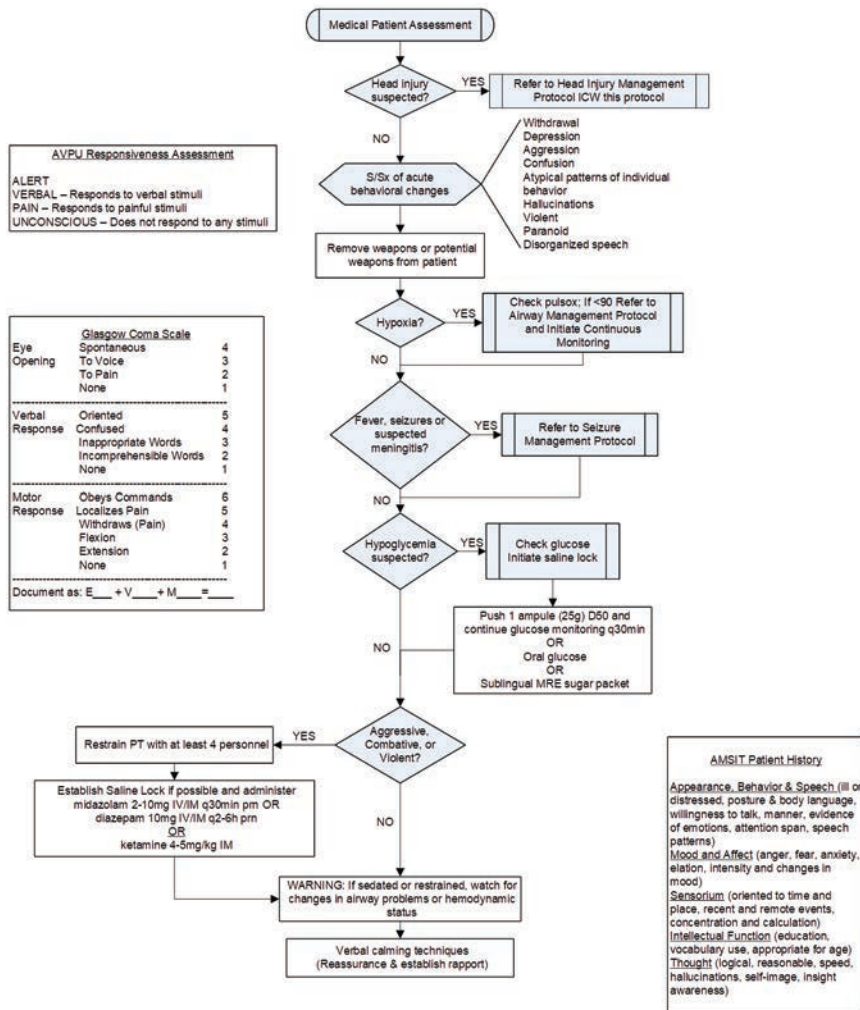 Medical Patient Assessment
Head injury
suspected?
YES
Refer to Head Injury Management
Protocol ICW this protocol
NO
S/Sx of acute
behavioral changes
Withdrawal
Depression
Aggression
Confusion
Atypical patterns of individual
behavior
Hallucinations
Violent
Paranoid
Disorganized speech
AVPU Responsiveness Assessment
ALERT
VERBAL – Responds to verbal stimuli
PAIN – Responds to painful stimuli
UNCONSCIOUS – Does not respond to any stimuli
Remove weapons or potential
weapons from patient
Hypoxia?
YES
Check pulsox; If <90 Refer to
Airway Management Protocol
and Initiate Continuous
Monitoring
NO
Glasgow Coma Scale
Eye Spontaneous 4
Opening To Voice 3
To Pain 2
None 1
Verbal Oriented 5
Response Confused 4
Inappropriate Words 3
Incomprehensible Words 2
None 1
Motor Obeys Commands 6
Response Localizes Pain 5
Withdraws (Pain) 4
Flexion 3
Extension 2
None 1
Document as: E___ + V____+ M____=____
Fever, seizures or
suspected
meningitis?
YES
Refer to Seizure
Management Protocol
NO
Hypoglycemia
suspected?
YES
Check glucose
Initiate saline lock
Push 1 ampule (25g) D50 and
continue glucose monitoring q30min
OR
Oral glucose
OR
Sublingual MRE sugar packet
NO
Aggressive,
Combative, or
Violent?
YES
Restrain PT with at least 4 personnel
Establish Saline Lock if possible and administer
midazolam 2-10mg IV/IM q30min prn OR
diazepam 10mg IV/IM q2-6h prn
OR
ketamine 4-5mg/kg IM
NO
WARNING: If sedated or restrained, watch for
changes in airway problems or hemodynamic
status
Verbal calming techniques
(Reassurance & establish rapport)
AMSIT Patient History
Appearance, Behavior & Speech (ill or
distressed, posture & body language,
willingness to talk, manner, evidence
of emotions, attention span, speech
patterns)
Mood and Affect (anger, fear, anxiety,
elation, intensity and changes in
mood)
Sensorium (oriented to time and
place, recent and remote events,
concentration and calculation)
Intellectual Function (education,
vocabulary use, appropriate for age)
Thought (logical, reasonable, speed,
hallucinations, self-image, insight
awareness)